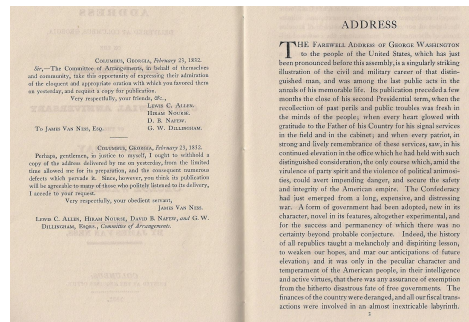 Columbus, Georgia, February 23, 1832.
Sir,—The Committee of Arrangements, in behalf of themselves
and community, take this opportunity of expressing their admiration
of the eloquent and appropriate oration with which you favored them
on yesterday, and request a copy for publication.
Very respectfully, your friends, &c.,
Lewis C. Allen.
Hiram Nourse.
D. B. Naftew.
To James Van Ness, Esq.
G. W. Dillingham.
Columbus, Georgia, February 23, 1832.
Perhaps, gentlemen, in justice to myself, I ought to withhold a
copy of the address delivered by me on yesterday, from the limited
time allowed me for its preparation, and the consequent numerous
defects which pervade it. Since, however, you think its publication
will be agreeable to many of those who politely listened to its delivery,
I accede to your request.
Very respectfully, your obedient servant,
James Van Ness.
Lewis C. Allen, Hiram Nourse, David B. Naftew, and G. W.
Dillingham, Esqrs., Committee of Arrangements.
ADDRESS
The Farewell Address of George Washington
to the people of the United States, which has just
been pronounced before this assembly, is a singularly striking
illustration of the civil and military career of that distin-
guished man, and was among the last public acts in the
annals of his memorable life. Its publication preceded a few
months the close of his second Presidential term, when the
recollection of past perils and public troubles was fresh in
the minds of the people; when every heart glowed with
gratitude to the Father of his Country for his signal services
in the field and in the cabinet; and when every patriot, in
strong and lively remembrance of these services, saw, in his
continued elevation in the office which he had held with such
distinguished consideration, the only course which, amid the
virulence of party spirit and the violence of political animosi-
ties, could avert impending danger, and secure the safety
and integrity of the American empire. The Confederacy
had just emerged from a long, expensive, and distressing
war. A form of government had been adopted, new in its
character, novel in its features, altogether experimental, and
for the success and permanency of which there was no
certainty beyond probable conjecture. Indeed, the history
of all republics taught a melancholy and dispiriting lesson,
to weaken our hopes, and mar our anticipations of future
elevation; and it was only in the peculiar character and
temperament of the American people, in their intelligence
and active virtues, that there was any assurance of exemption
from the hitherto disastrous fate of free governments. The
finances of the country were deranged, and all our fiscal trans-
actions were involved in an almost inextricable labyrinth.